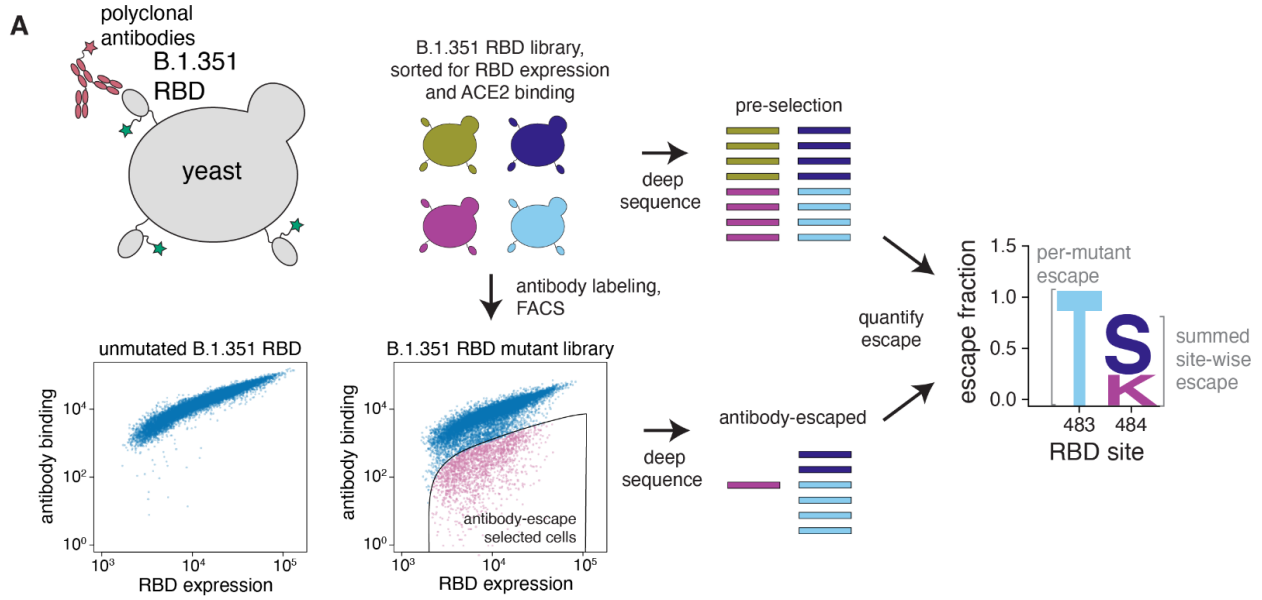 A
polyclonal
antibodies
B.1.351
RBD
yeast
B.1.351 RBD library,
sorted for RBD expression
and ACE2 binding
deep
sequence
pre-selection
antibody labeling,
FACS
unmutated B.1.351 RBD
antibody binding
10⁴
10²
10⁰
10³
10⁴
10⁵
RBD expression
B.1.351 RBD mutant library
antibody binding
10⁴
10²
10⁰
antibody-escape
selected cells
10³
10⁴
10⁵
RBD expression
deep
sequence
antibody-escaped
quantify
escape
escape fraction
1.5
1.0
0.5
0.0
per-mutant
escape
T
S
K
summed
site-wise
escape
483
484
RBD site